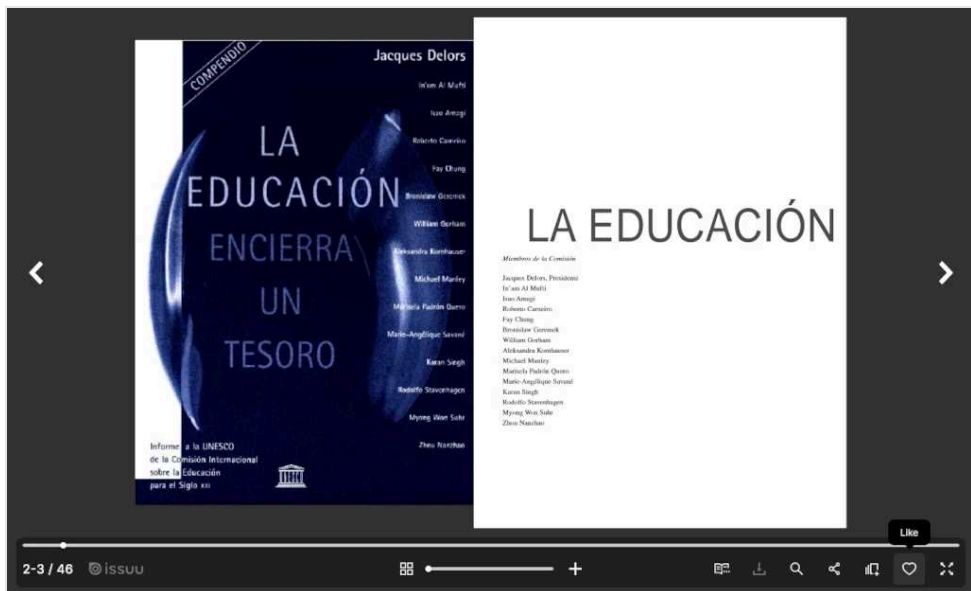 COMPENDIO
Jacques Delors
In'am Al Mufti
Isao Amagi
Roberto Carneiro
Fay Chung
Bronislaw Geremek
William Gorham
Aleksandra Kornhauser
Michael Manley
Marisela Padrón Quero
Marie-Angélique Savané
Karan Singh
Rodolfo Stavenhagen
Myong Won Suhr
Zhou Nanzhao
LA
EDUCACIÓN
ENCIERRA
UN
TESORO
Informe a la UNESCO
de la Comisión Internacional
sobre la Educación
para el Siglo XXI
UNESCO
LA EDUCACIÓN
Miembros de la Comisión
Jacques Delors, Presidente
In'am Al Mufti
Isao Amagi
Roberto Carneiro
Fay Chung
Bronislaw Geremek
William Gorham
Aleksandra Kornhauser
Michael Manley
Marisela Padrón Quero
Marie-Angélique Savané
Karan Singh
Rodolfo Stavenhagen
Myong Won Suhr
Zhou Nanzhao
Like
2-3 / 46 issuu